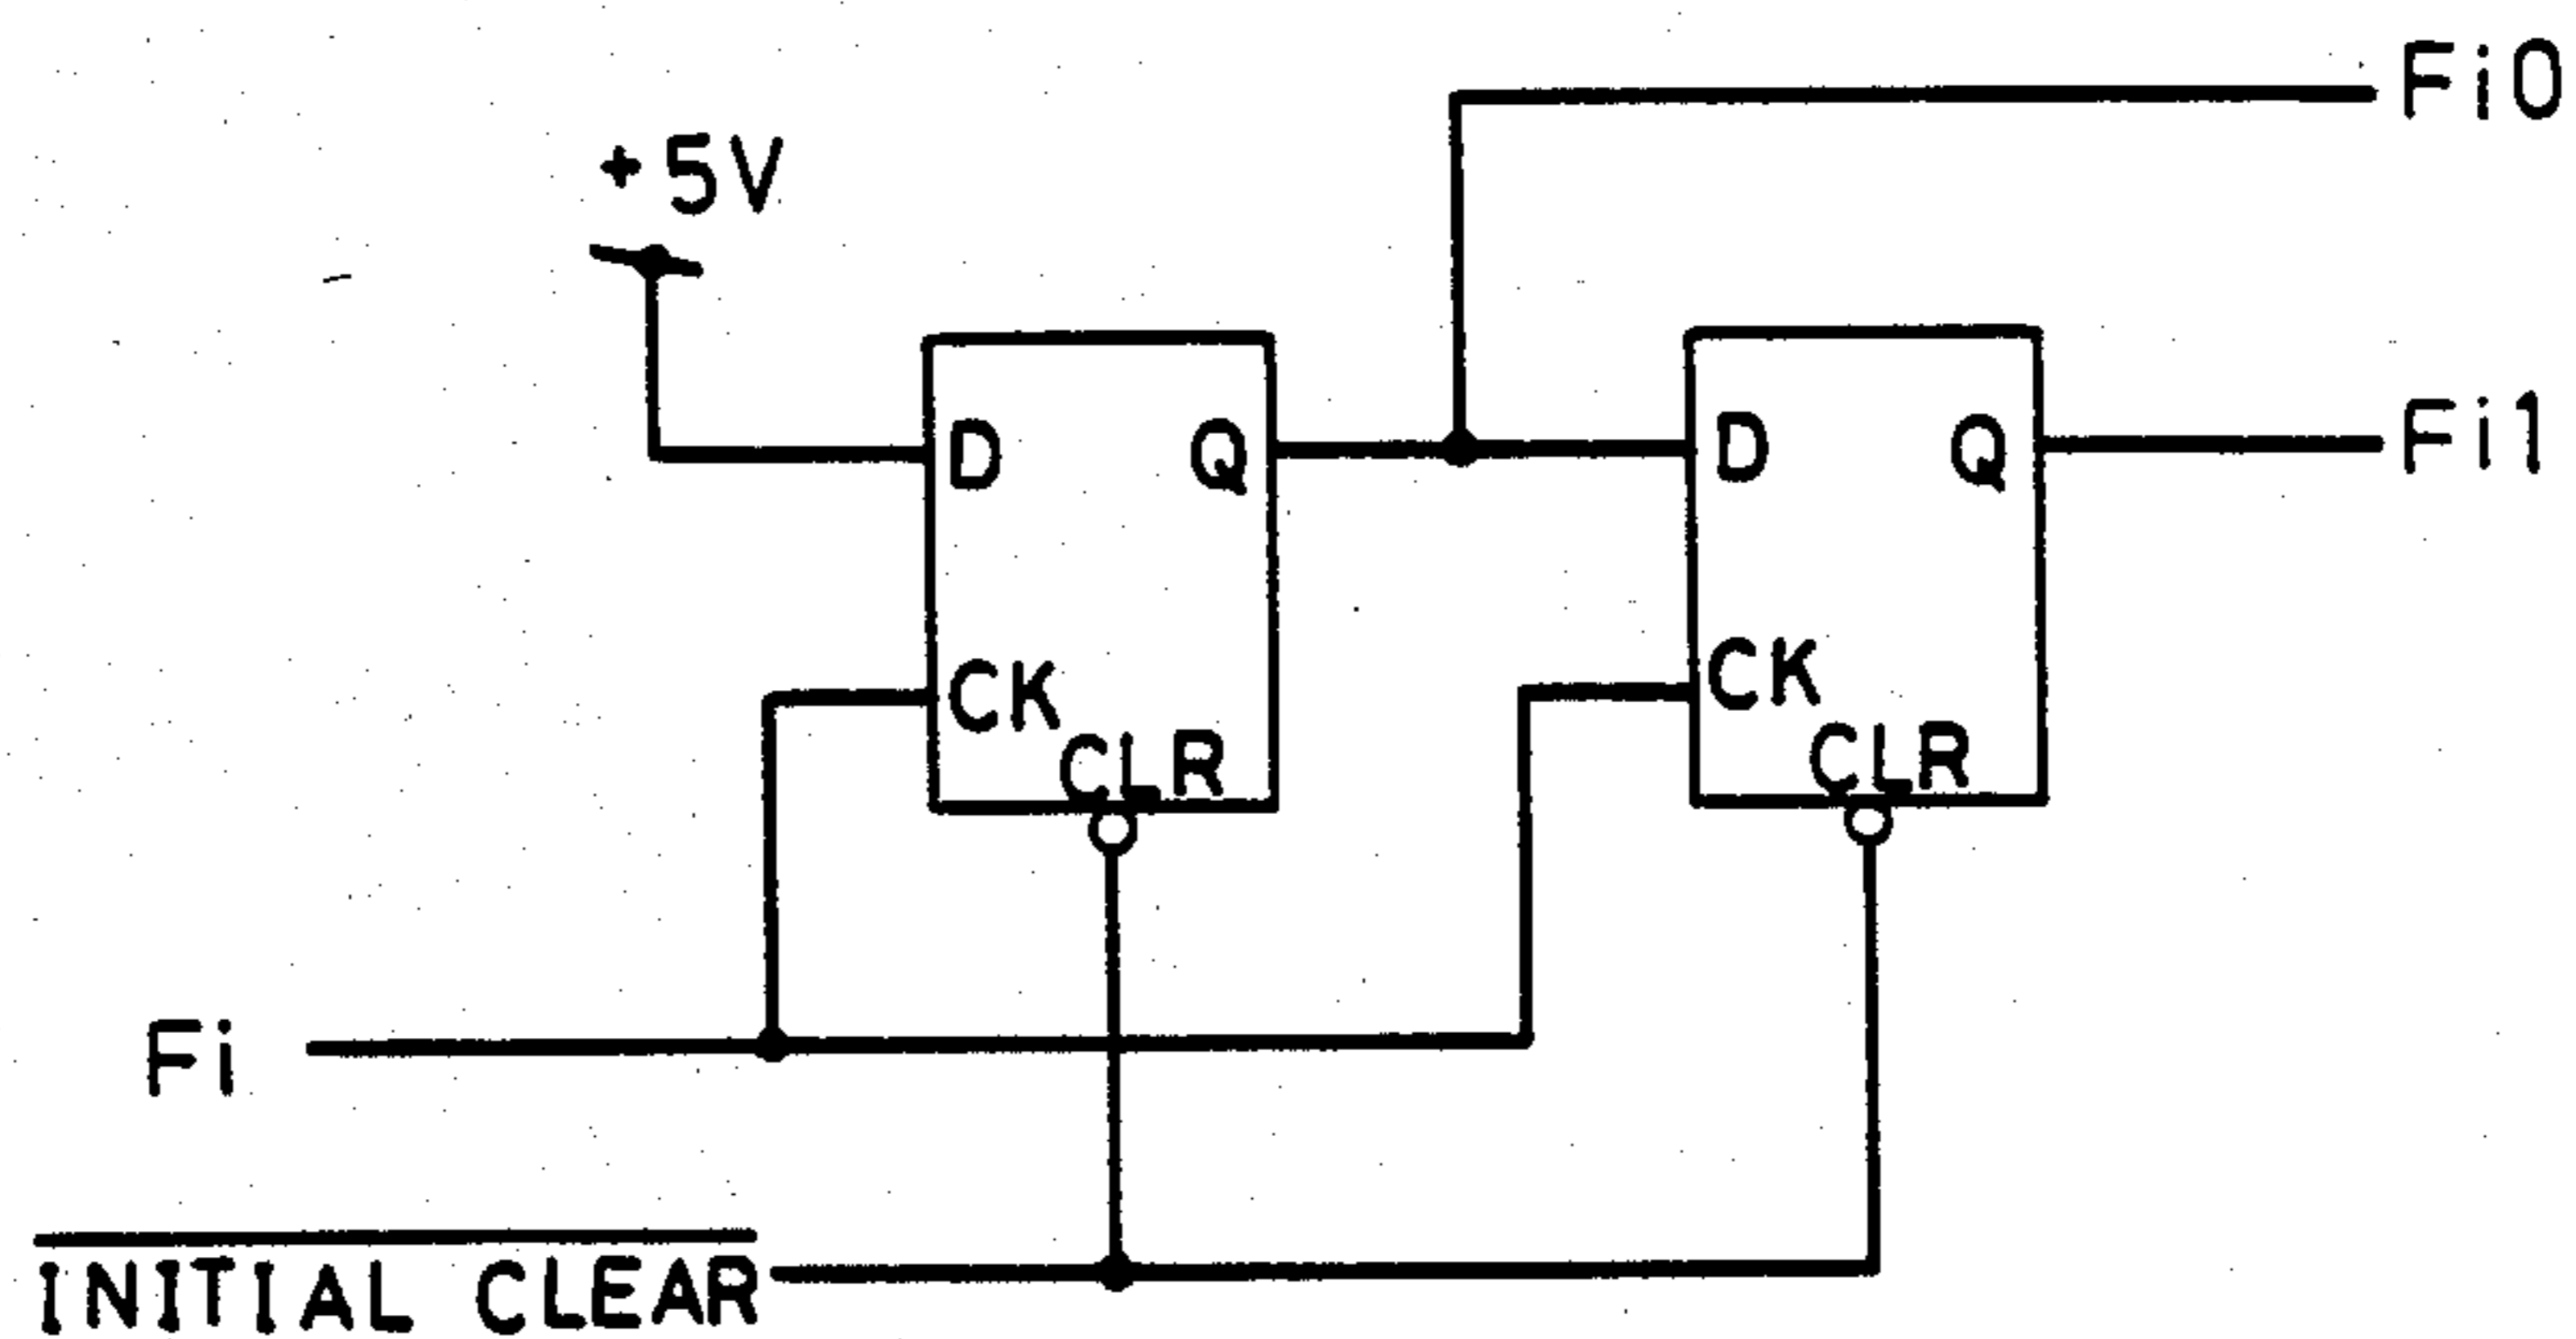 Fi0
+5V
Fi1
D Q
D Q
CK
CK
CLR
CLR
Fi
INITIAL CLEAR